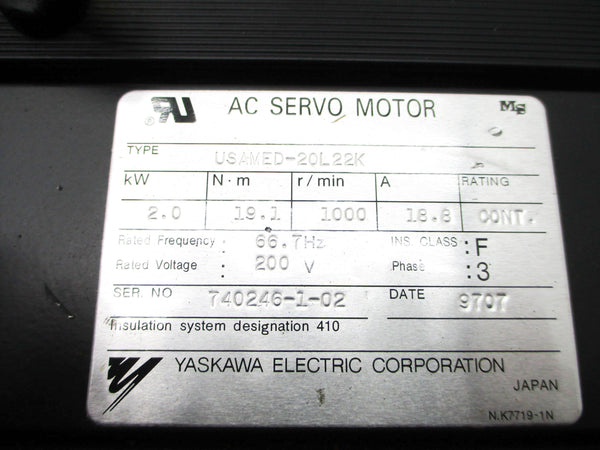 ® RU AC SERVO MOTOR Ms
TYPE USAMED-20L22K
kW N·m r/min A RATING
2.0 19.1 1000 18.8 CONT.
Rated Frequency : 66.7Hz INS. CLASS : F
Rated Voltage : 200 V Phase : 3
SER. NO 740246-1-02 DATE 9707
Insulation system designation 410
YASKAWA ELECTRIC CORPORATION
JAPAN
N.K7719-1N